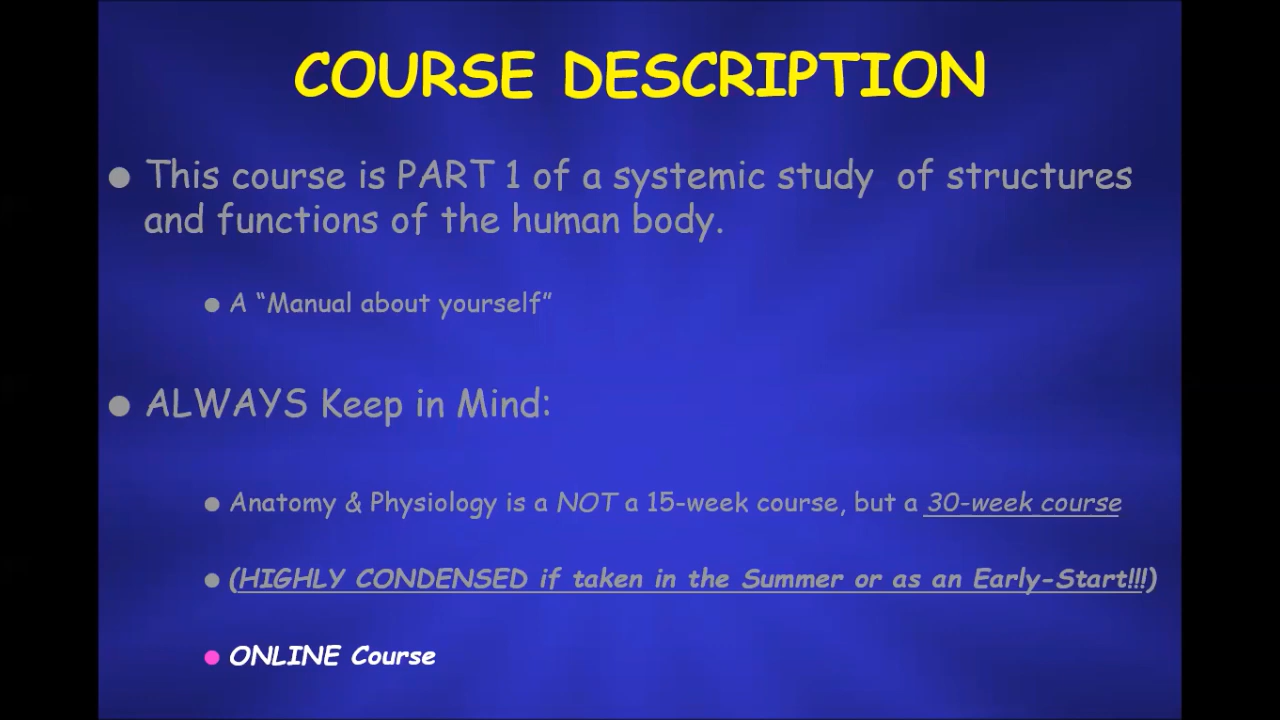 COURSE DESCRIPTION
● This course is PART 1 of a systemic study of structures
and functions of the human body.
● A “Manual about yourself”
● ALWAYS Keep in Mind:
● Anatomy & Physiology is a NOT a 15-week course, but a 30-week course
● (HIGHLY CONDENSED if taken in the Summer or as an Early-Start!!!)
● ONLINE Course